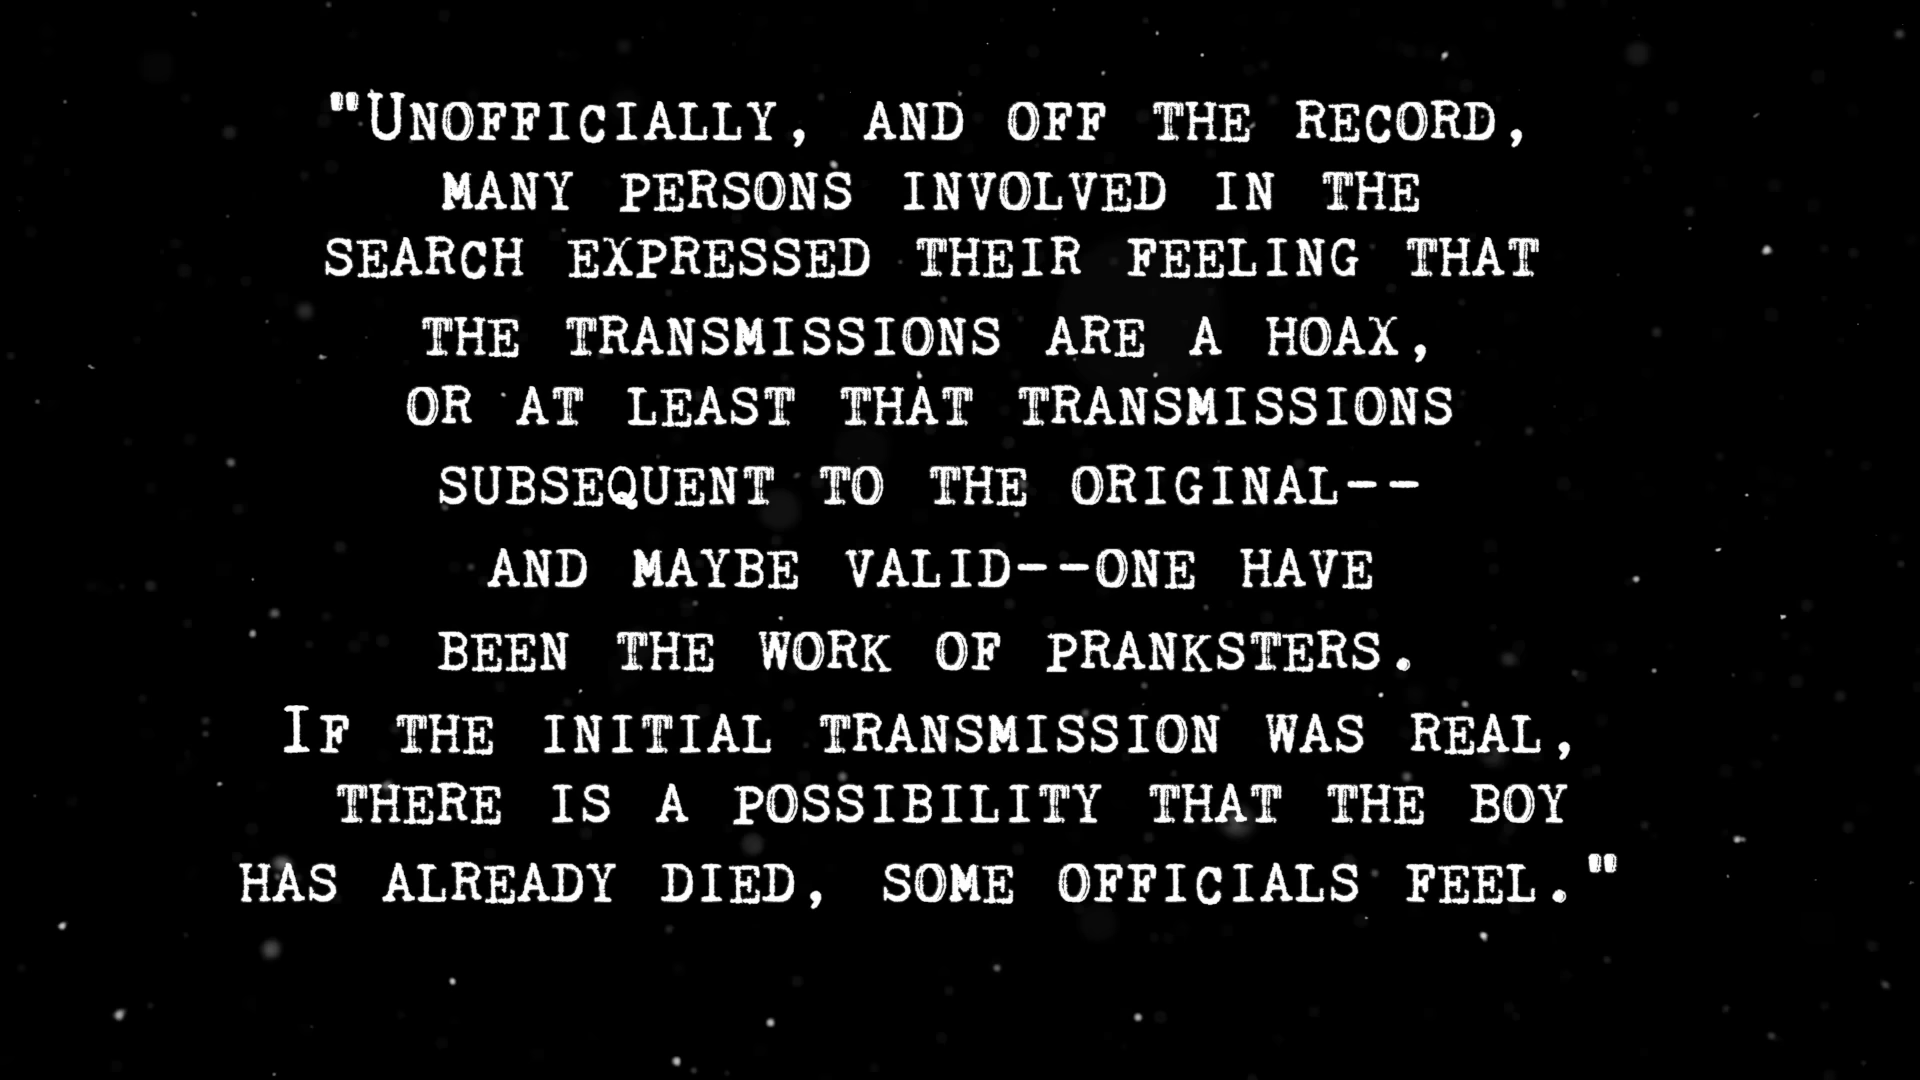 "Unofficially, and off the record,
many persons involved in the
search expressed their feeling that
the transmissions are a hoax,
or at least that transmissions
subsequent to the original--
and maybe valid--one have
been the work of pranksters.
If the initial transmission was real,
there is a possibility that the boy
has already died, some officials feel."